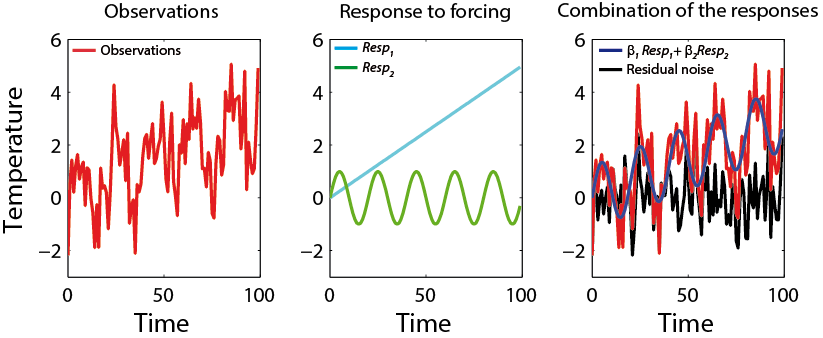 Observations
Response to forcing
Combination of the responses
Temperature
6
4
2
0
−2
Observations
0
50
100
Time
6
4
2
0
−2
Resp₁
Resp₂
0
50
100
Time
6
4
2
0
−2
β₁ Resp₁ + β₂Resp₂
Residual noise
0
50
100
Time